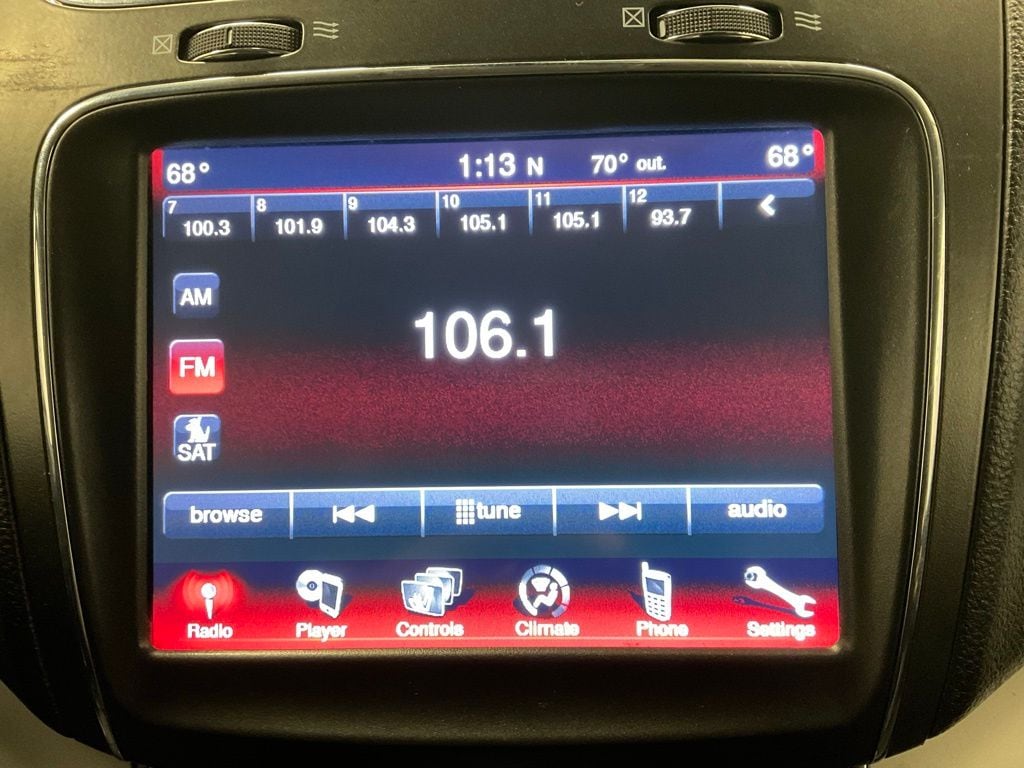 68° 1:13 N 70° out. 68°
7 8 9 10 11 12
100.3 101.9 104.3 105.1 105.1 93.7
AM
106.1
FM
SAT
browse tune audio
Radio Player Controls Climate Phone Settings